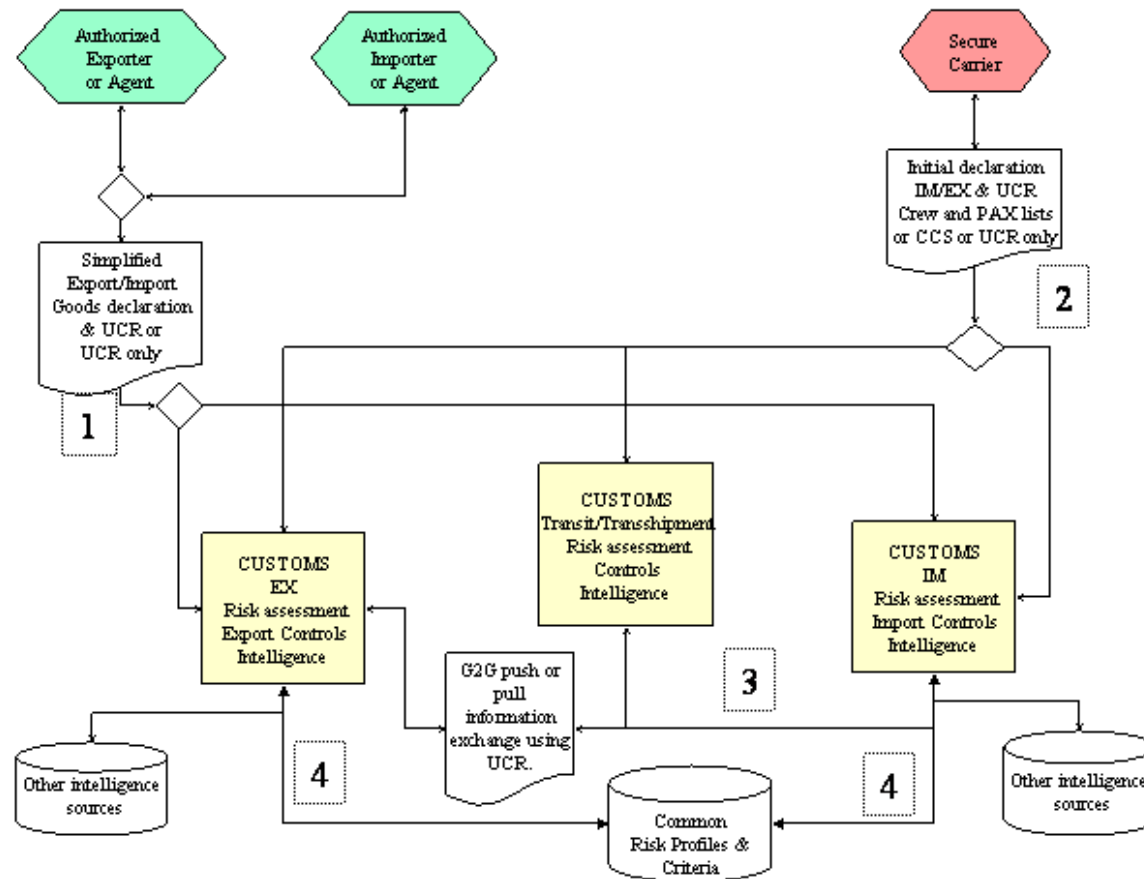 Authorized
Exporter
or Agent
Authorized
Importer
or Agent
Secure
Carrier
Initial declaration
IM/EX & UCR
Crew and PAX lists
or CCS or UCR only
2
Simplified
Export/Import
Goods declaration
& UCR or
UCR only
1
CUSTOMS
EX
Risk assessment
Export Controls
Intelligence
CUSTOMS
Transit/Transshipment
Risk assessment
Controls
Intelligence
CUSTOMS
IM
Risk assessment
Import Controls
Intelligence
G2G push or
pull
information
exchange using
UCR.
3
Other intelligence
sources
4
Common
Risk Profiles &
Criteria
4
Other intelligence
sources